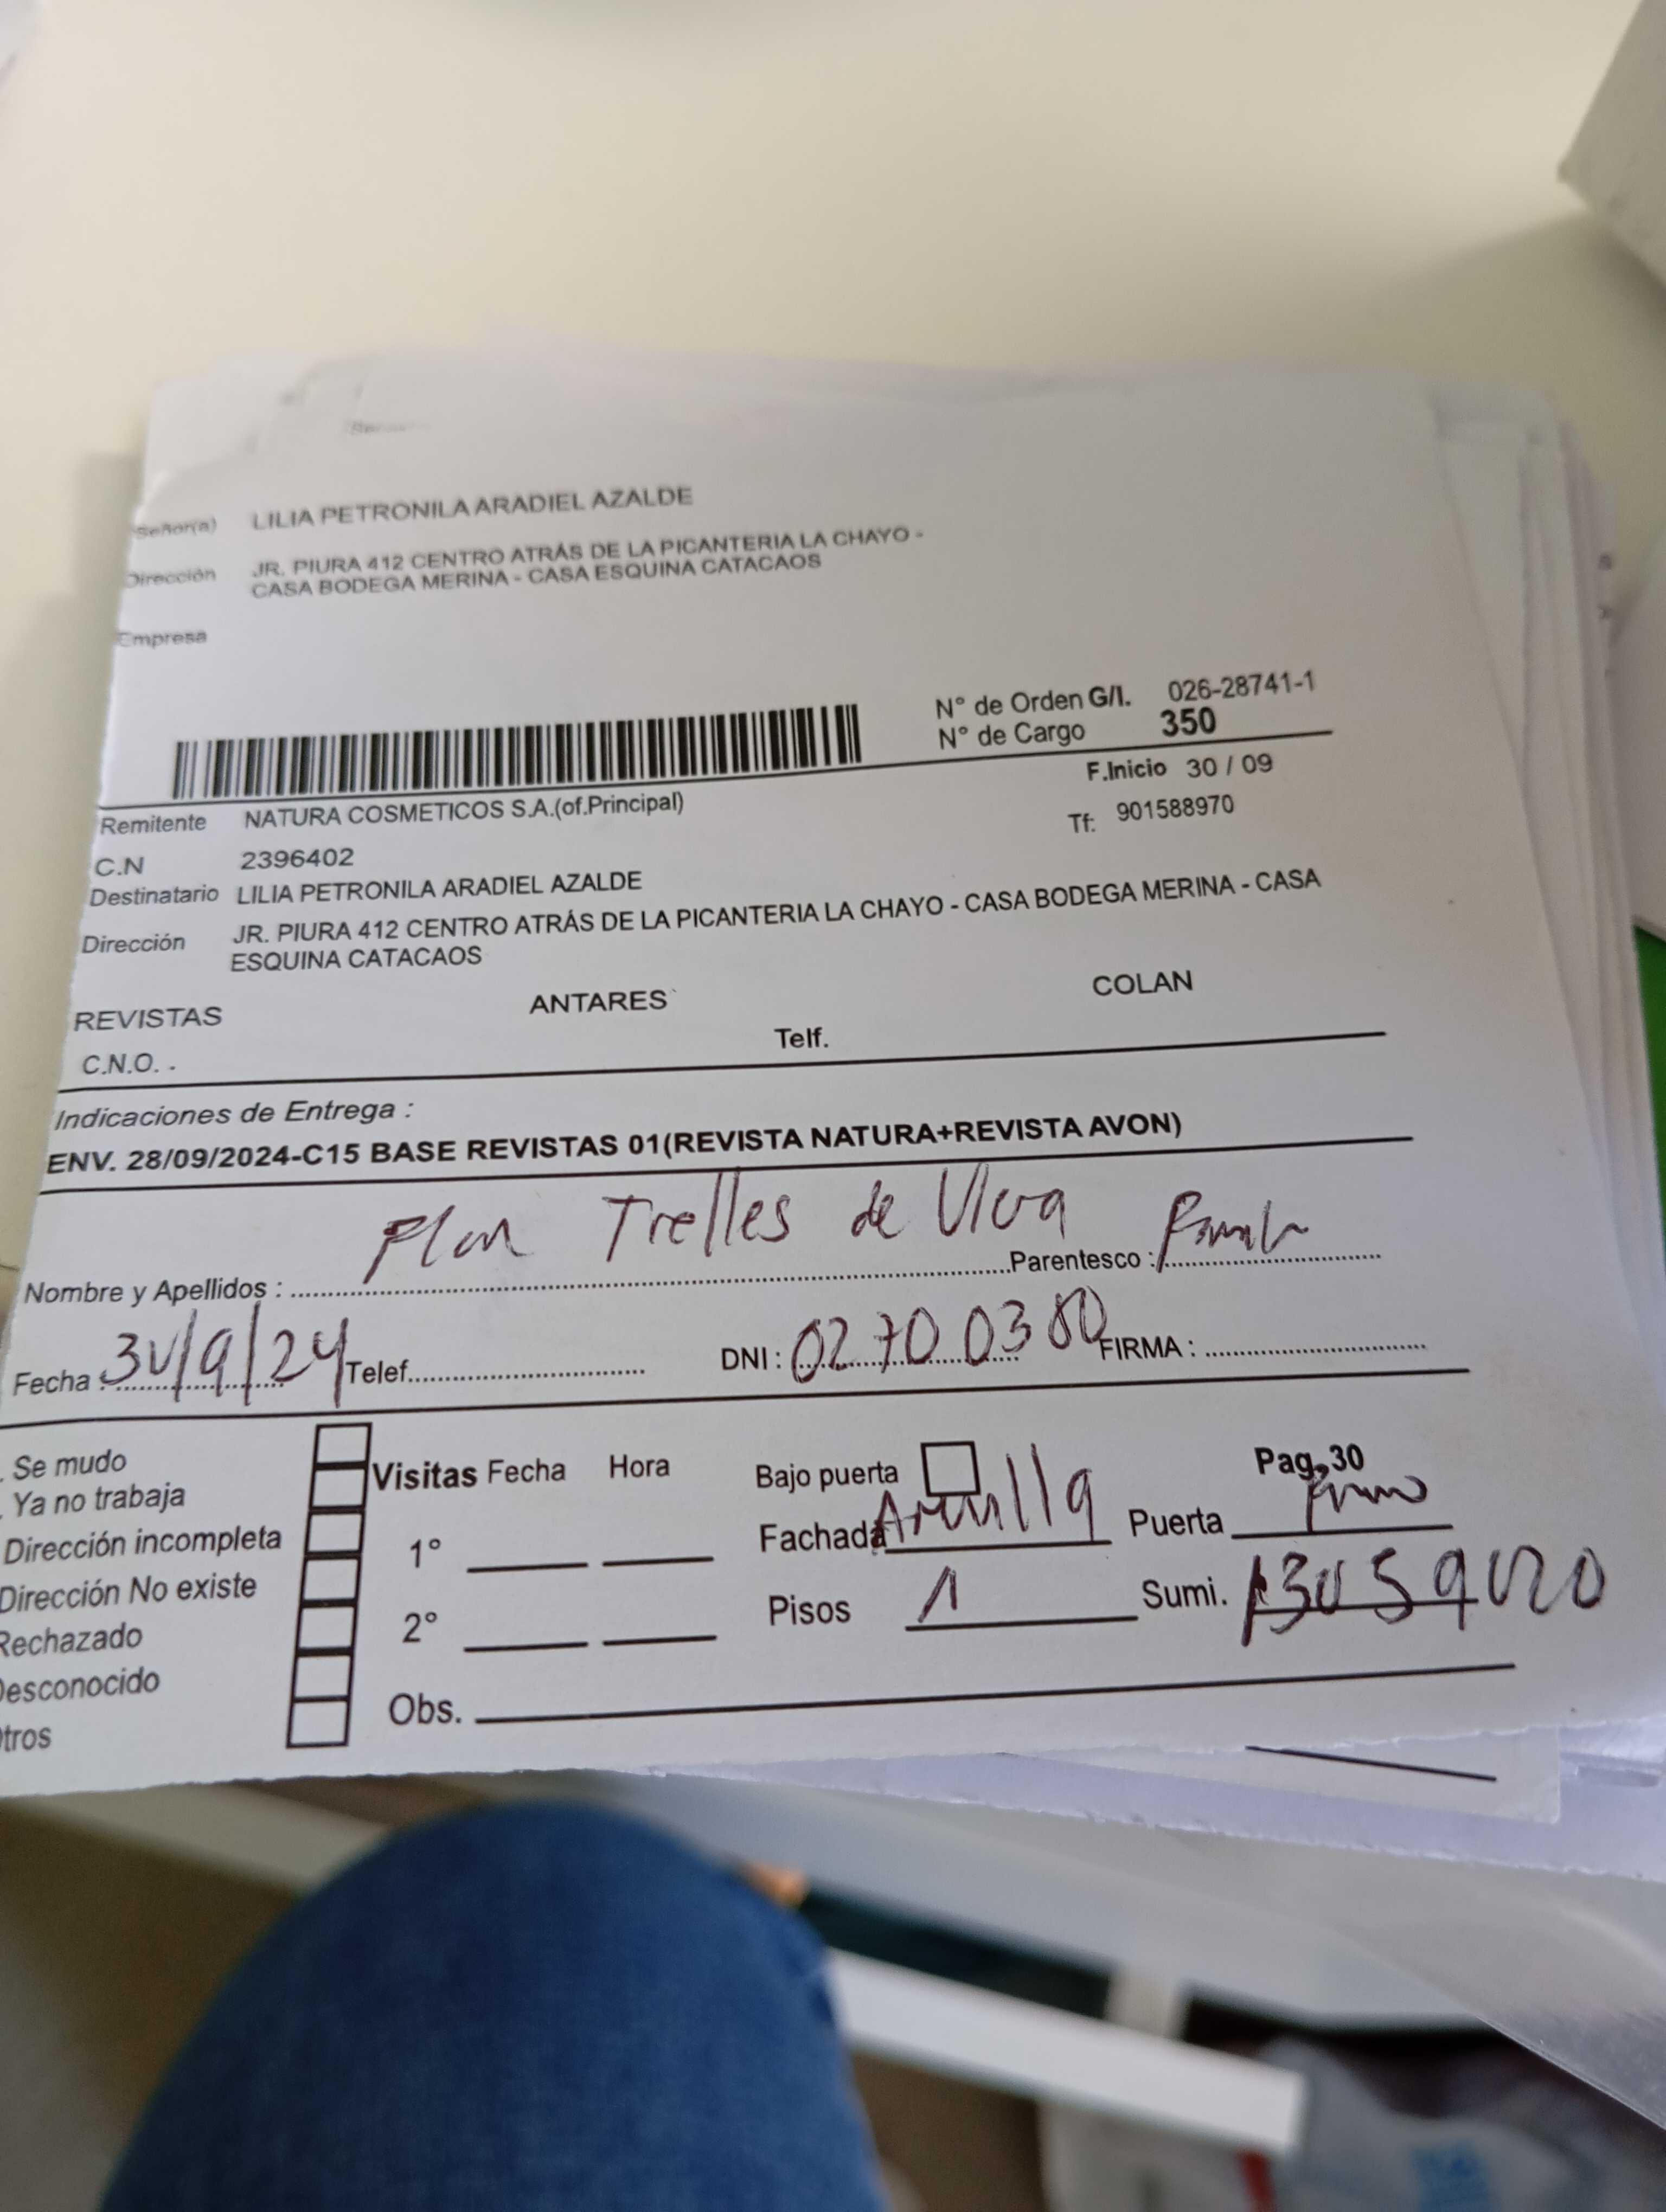 Señor(a) LILIA PETRONILA ARADIEL AZALDE
Dirección JR. PIURA 412 CENTRO ATRÁS DE LA PICANTERIA LA CHAYO -
CASA BODEGA MERINA - CASA ESQUINA CATACAOS
Empresa
N° de Orden G/I. 026-28741-1
N° de Cargo 350
F.Inicio 30 / 09
Remitente NATURA COSMETICOS S.A.(of.Principal)
Tf: 901588970
C.N 2396402
Destinatario LILIA PETRONILA ARADIEL AZALDE
Dirección JR. PIURA 412 CENTRO ATRÁS DE LA PICANTERIA LA CHAYO - CASA BODEGA MERINA - CASA
ESQUINA CATACAOS
REVISTAS ANTARES COLAN
C.N.O. - Telf.
Indicaciones de Entrega :
ENV. 28/09/2024-C15 BASE REVISTAS 01(REVISTA NATURA+REVISTA AVON)
Nombre y Apellidos : Trelles de Parentesco :
Fecha : 30/9/24 Telef. DNI : 02700380 FIRMA :
Se mudo Visitas Fecha Hora Bajo puerta Pag,30
Ya no trabaja
Dirección incompleta 1° Fachada Puerta
Dirección No existe Pisos 1 Sumi.
Rechazado 2°
Desconocido
Otros Obs.